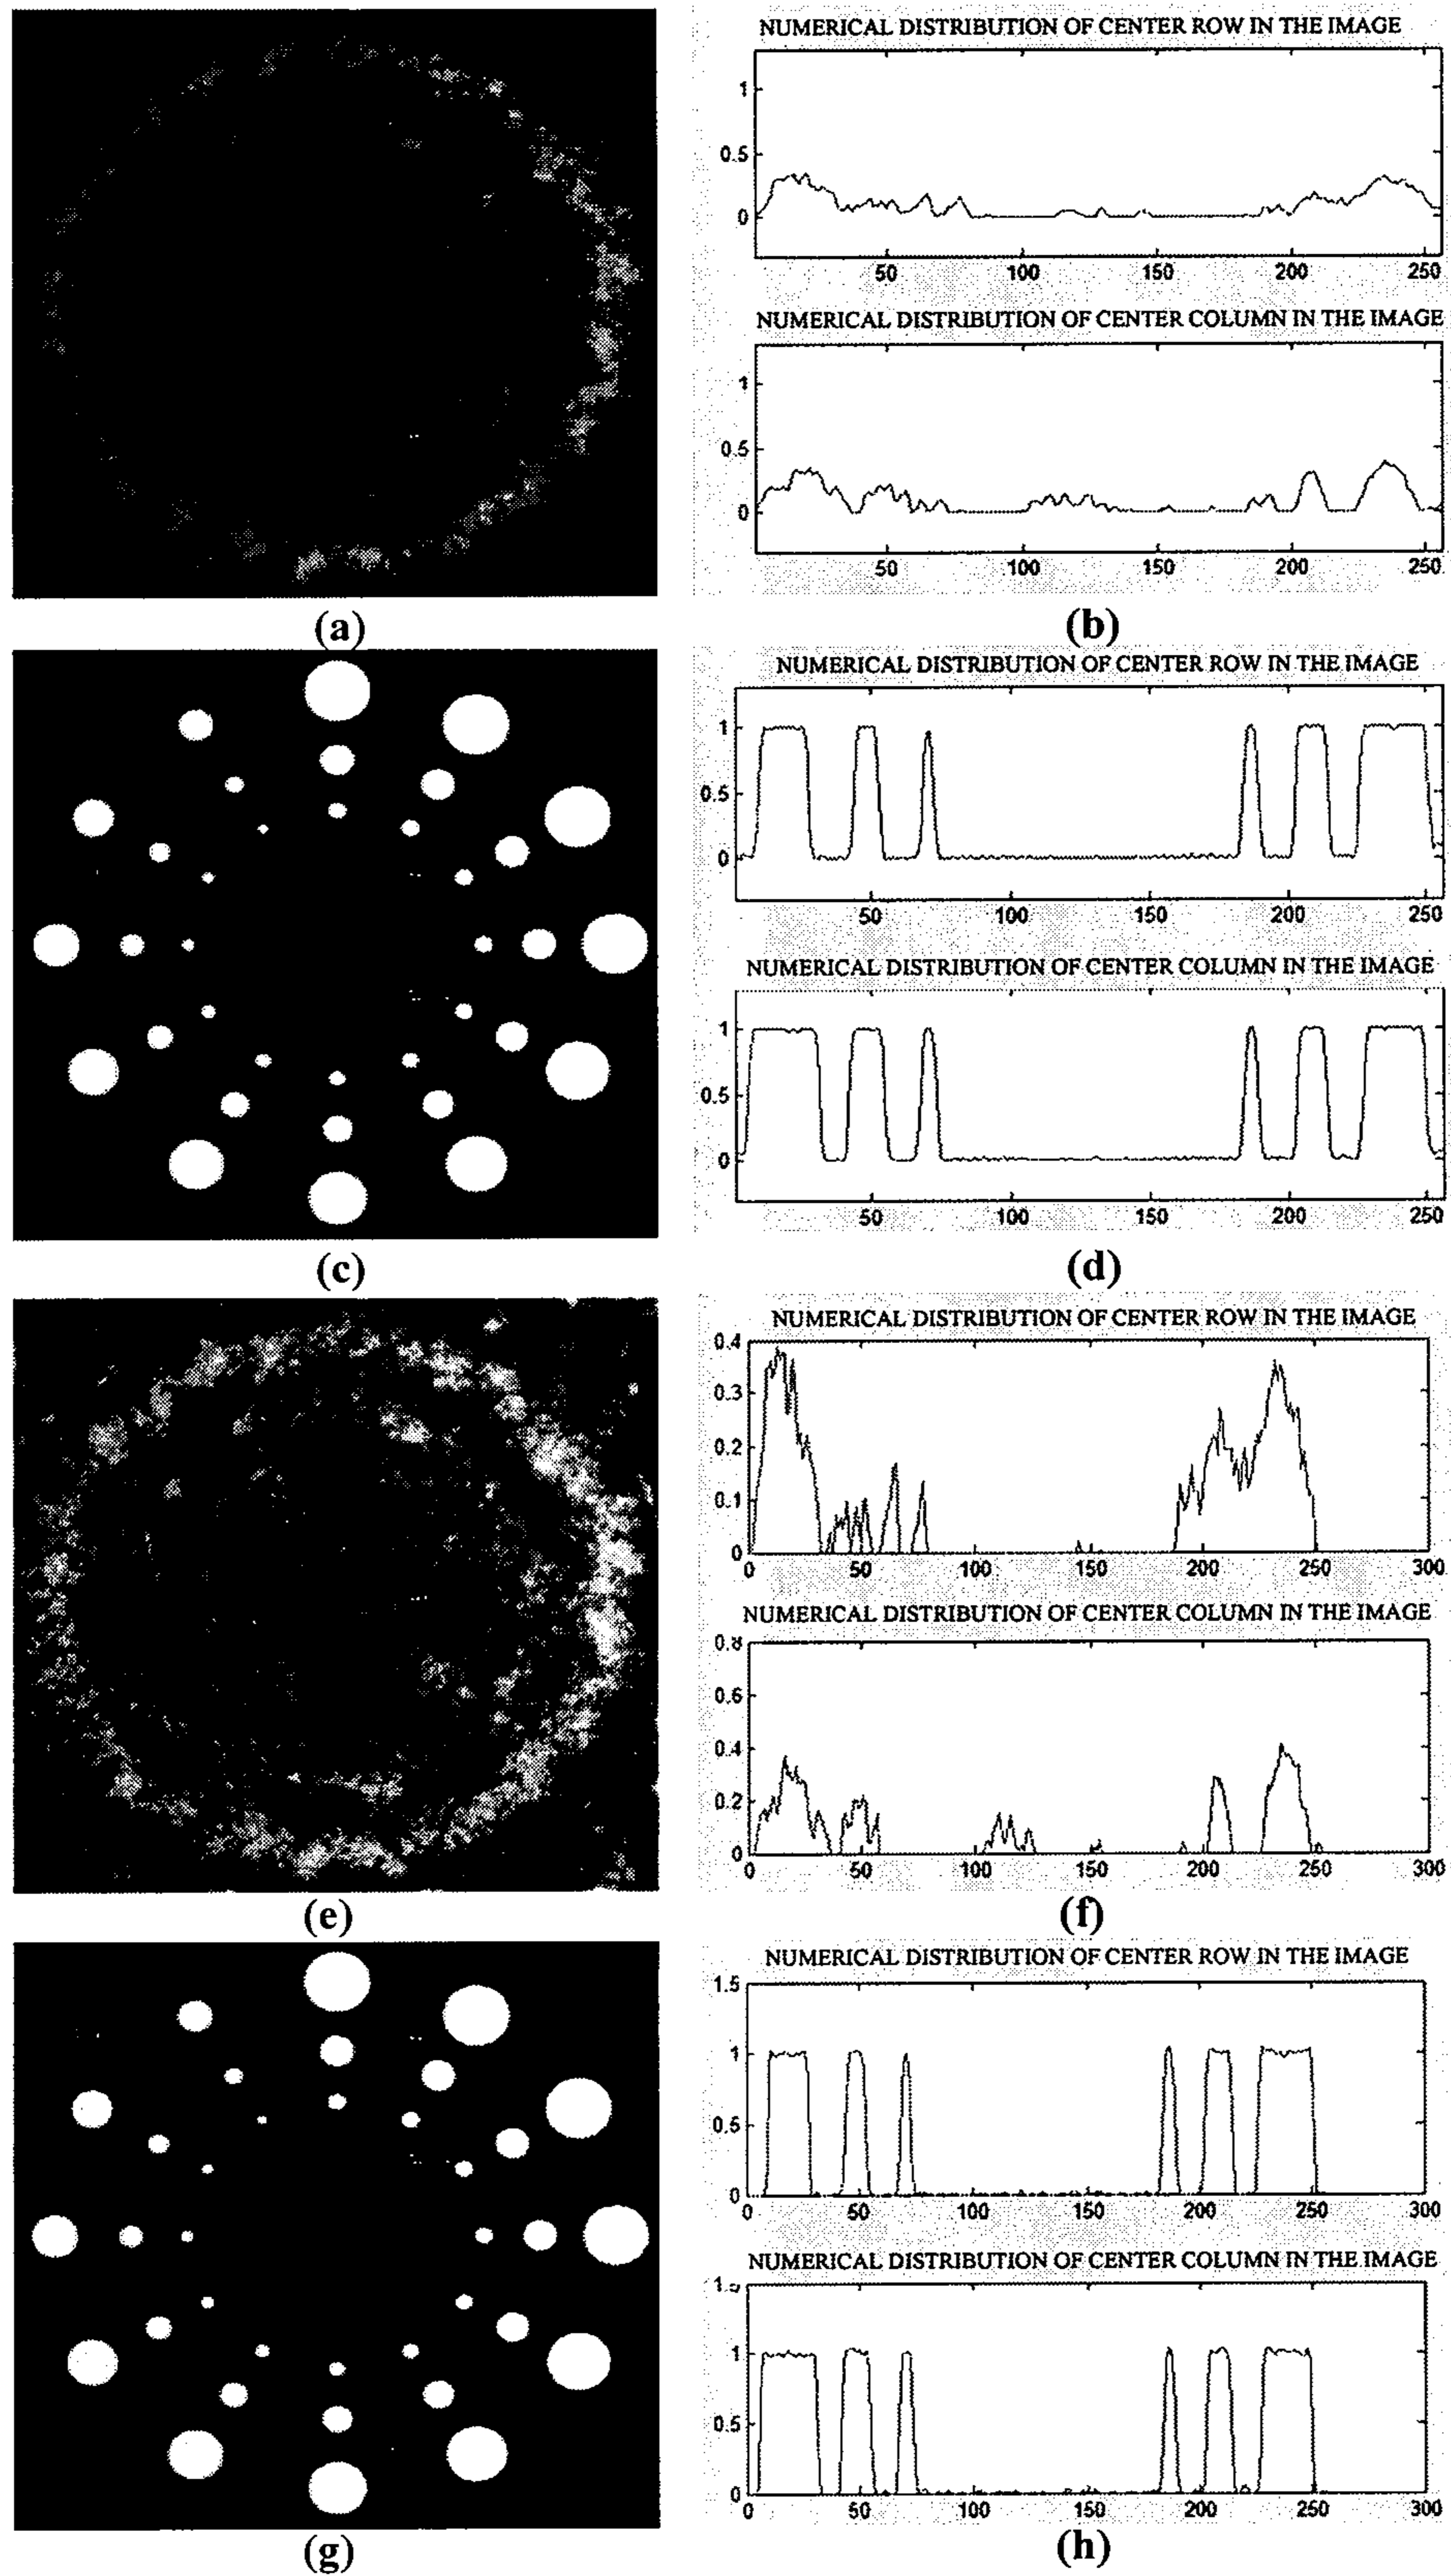 NUMERICAL DISTRIBUTION OF CENTER ROW IN THE IMAGE
1
0.5
0
50 100 150 200 250
NUMERICAL DISTRIBUTION OF CENTER COLUMN IN THE IMAGE
1
0.5
0
50 100 150 200 250
(a) (b)
NUMERICAL DISTRIBUTION OF CENTER ROW IN THE IMAGE
1
0.5
0
50 100 150 200 250
NUMERICAL DISTRIBUTION OF CENTER COLUMN IN THE IMAGE
1
0.5
0
50 100 150 200 250
(c) (d)
NUMERICAL DISTRIBUTION OF CENTER ROW IN THE IMAGE
0.4
0.3
0.2
0.1
0
0 50 100 150 200 250 300
NUMERICAL DISTRIBUTION OF CENTER COLUMN IN THE IMAGE
0.8
0.6
0.4
0.2
0
0 50 100 150 200 250 300
(e) (f)
NUMERICAL DISTRIBUTION OF CENTER ROW IN THE IMAGE
1.5
1
0.5
0
0 50 100 150 200 250 300
NUMERICAL DISTRIBUTION OF CENTER COLUMN IN THE IMAGE
1.5
1
0.5
0
0 50 100 150 200 250 300
(g) (h)